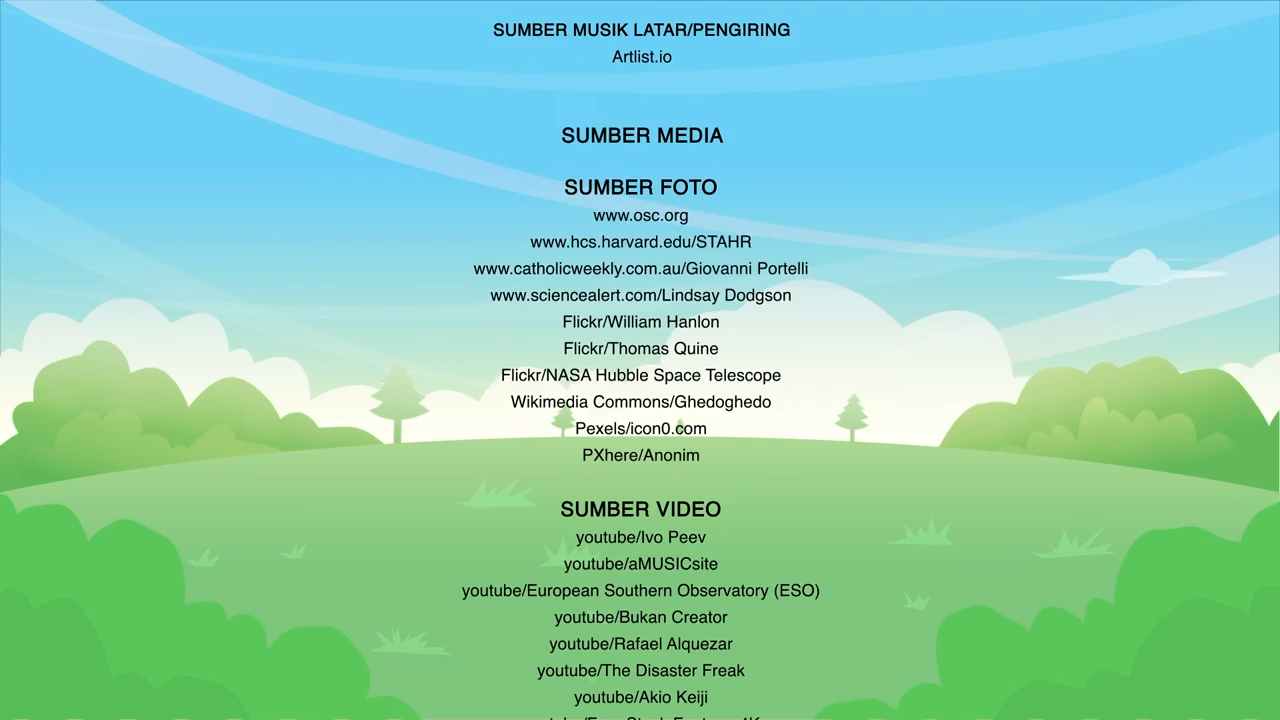 SUMBER MUSIK LATAR/PENGIRING
Artlist.io
SUMBER MEDIA
SUMBER FOTO
www.osc.org
www.hcs.harvard.edu/STAHR
www.catholicweekly.com.au/Giovanni Portelli
www.sciencealert.com/Lindsay Dodgson
Flickr/William Hanlon
Flickr/Thomas Quine
Flickr/NASA Hubble Space Telescope
Wikimedia Commons/Ghedoghedo
Pexels/icon0.com
PXhere/Anonim
SUMBER VIDEO
youtube/Ivo Peev
youtube/aMUSICsite
youtube/European Southern Observatory (ESO)
youtube/Bukan Creator
youtube/Rafael Alquezar
youtube/The Disaster Freak
youtube/Akio Keiji